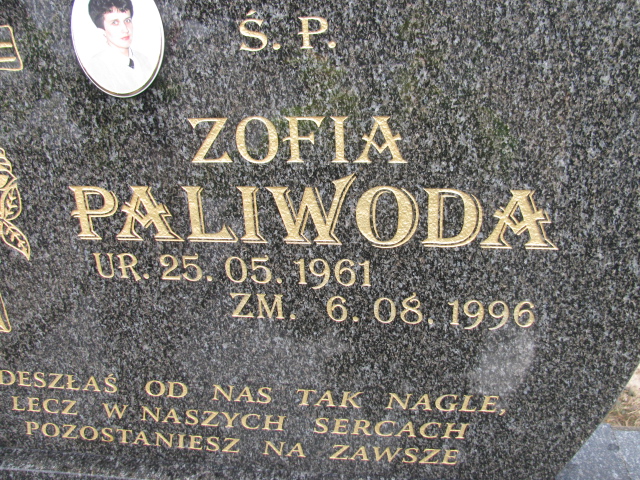 Ś. P.
ZOFIA
PALIWODA
UR. 25. 05. 1961
ZM. 6. 08. 1996
DESZŁAŚ OD NAS TAK NAGLE,
LECZ W NASZYCH SERCACH
POZOSTANIESZ NA ZAWSZE